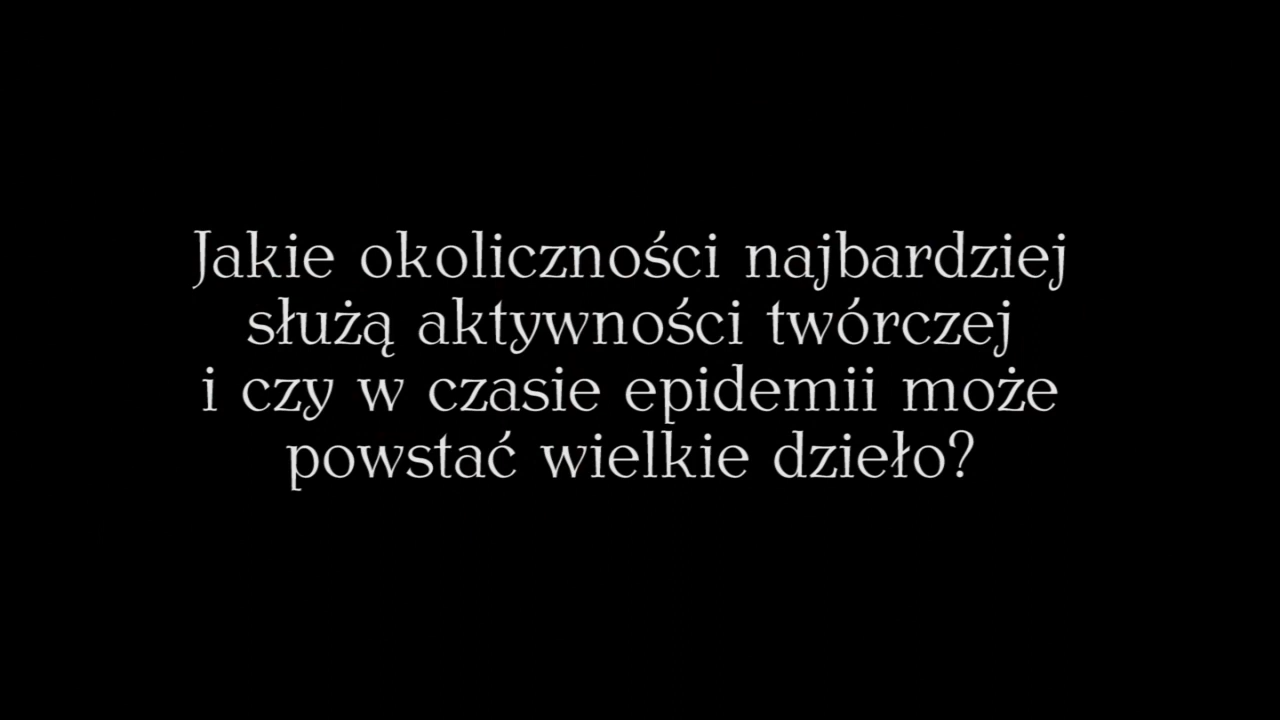 Jakie okoliczności najbardziej
służą aktywności twórczej
i czy w czasie epidemii może
powstać wielkie dzieło?